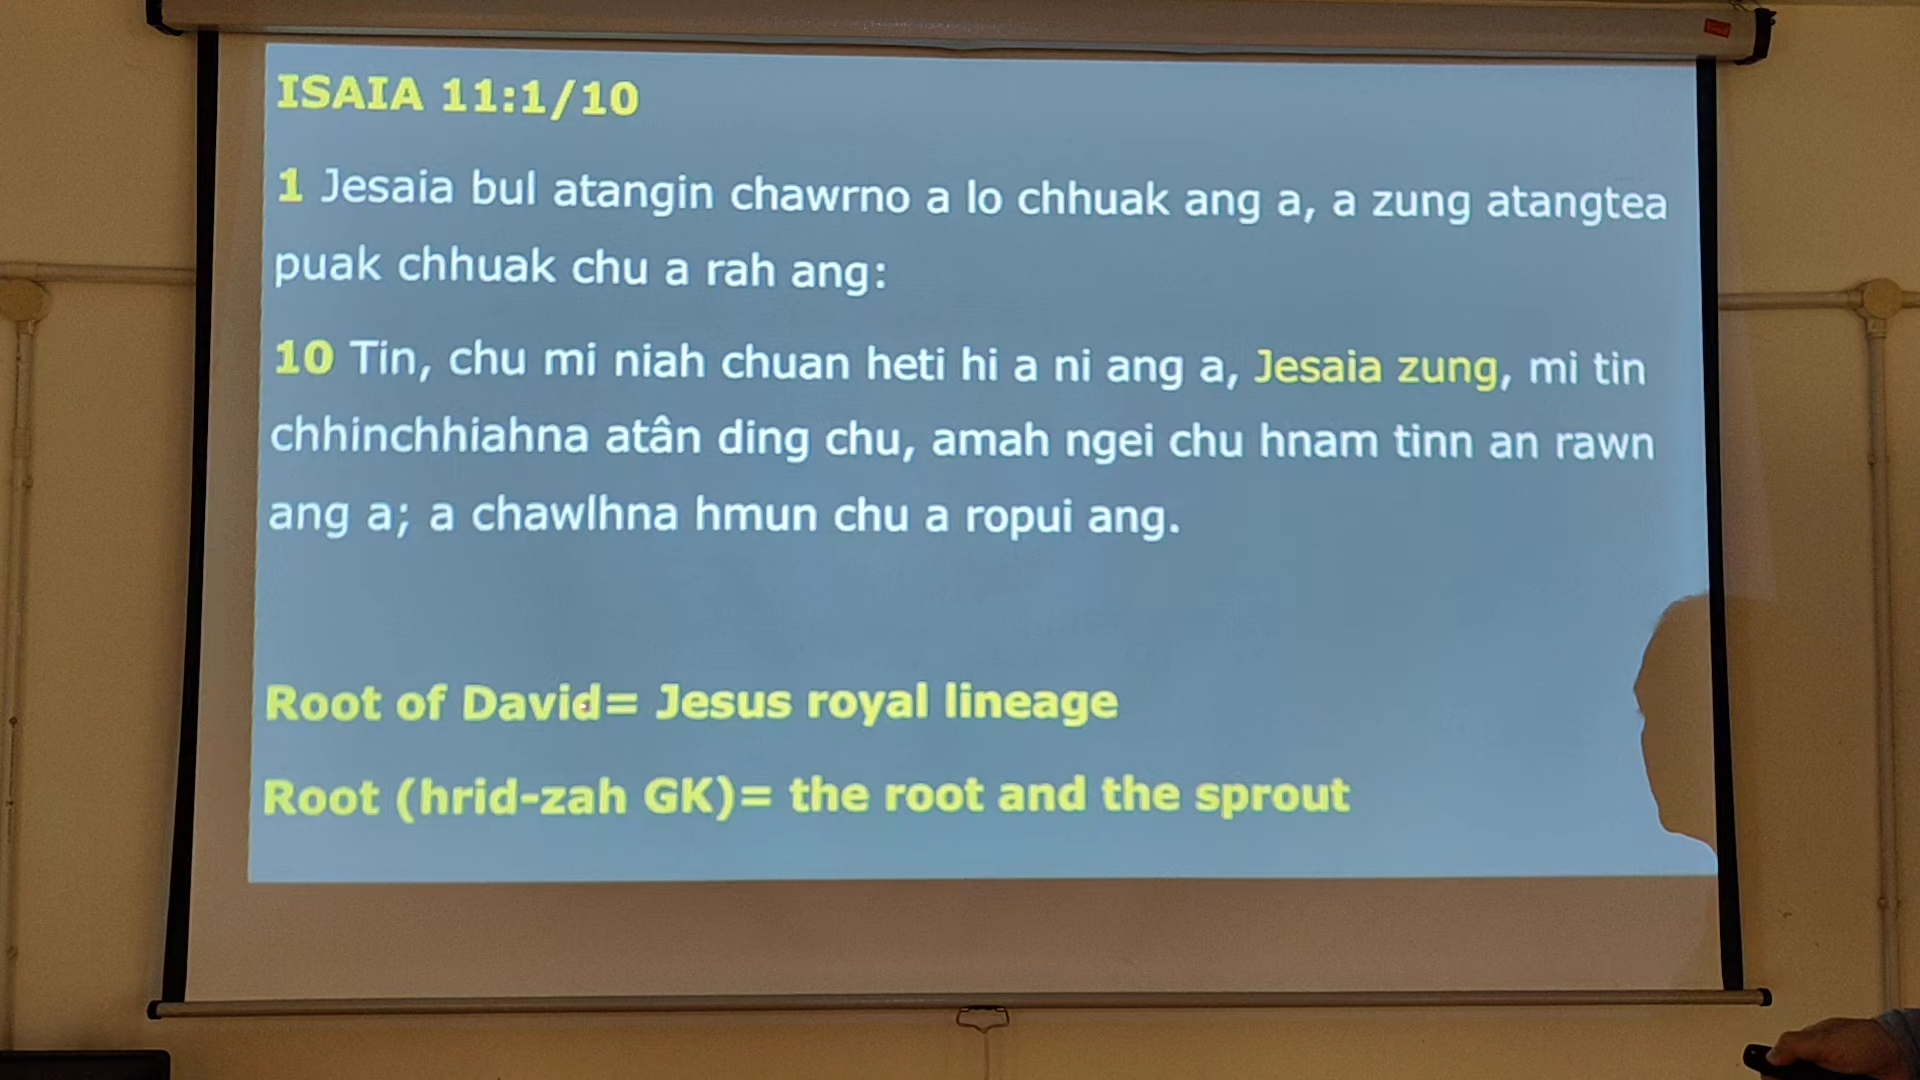 ISAIA 11:1/10
1 Jesaia bul atangin chawrno a lo chhuak ang a, a zung atangtea
puak chhuak chu a rah ang:
10 Tin, chu mi niah chuan heti hi a ni ang a, Jesaia zung, mi tin
chhinchhiahna atân ding chu, amah ngei chu hnam tinn an rawn
ang a; a chawlhna hmun chu a ropui ang.
Root of David= Jesus royal lineage
Root (hrid-zah GK)= the root and the sprout